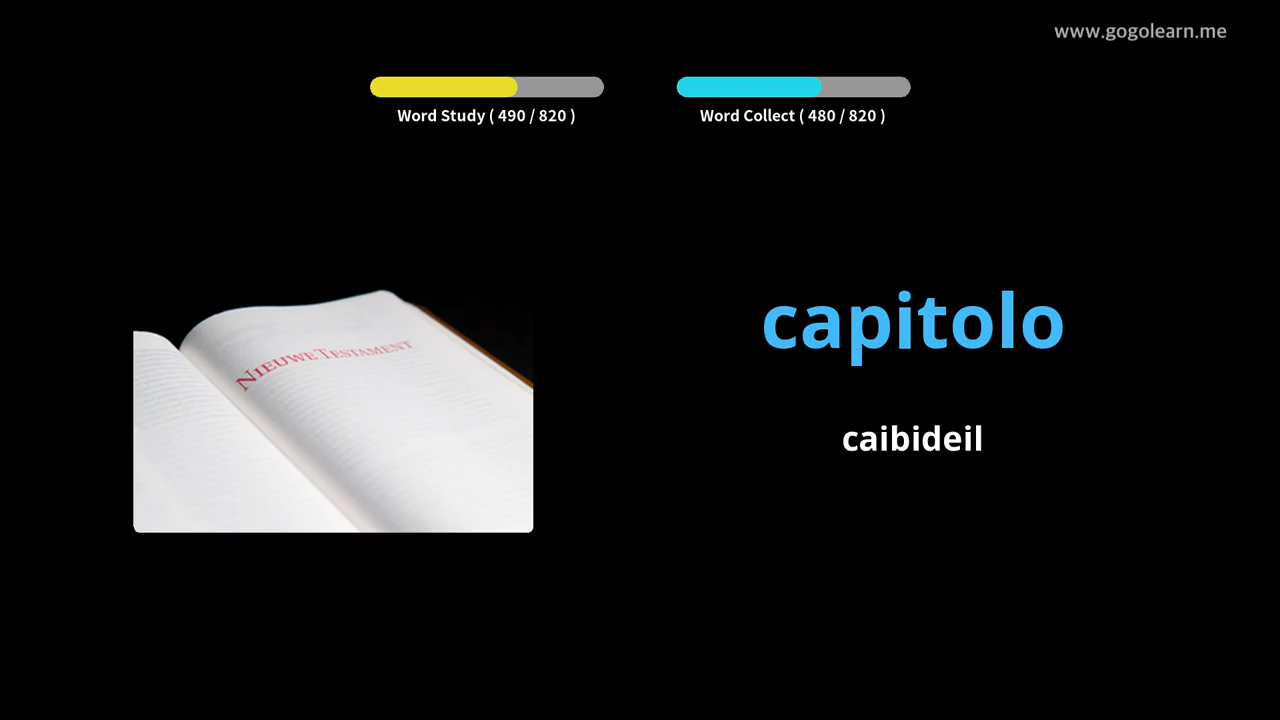 www.gogolearn.me
Word Study ( 490 / 820 )
Word Collect ( 480 / 820 )
NIEUWE TESTAMENT
capitolo
caibideil